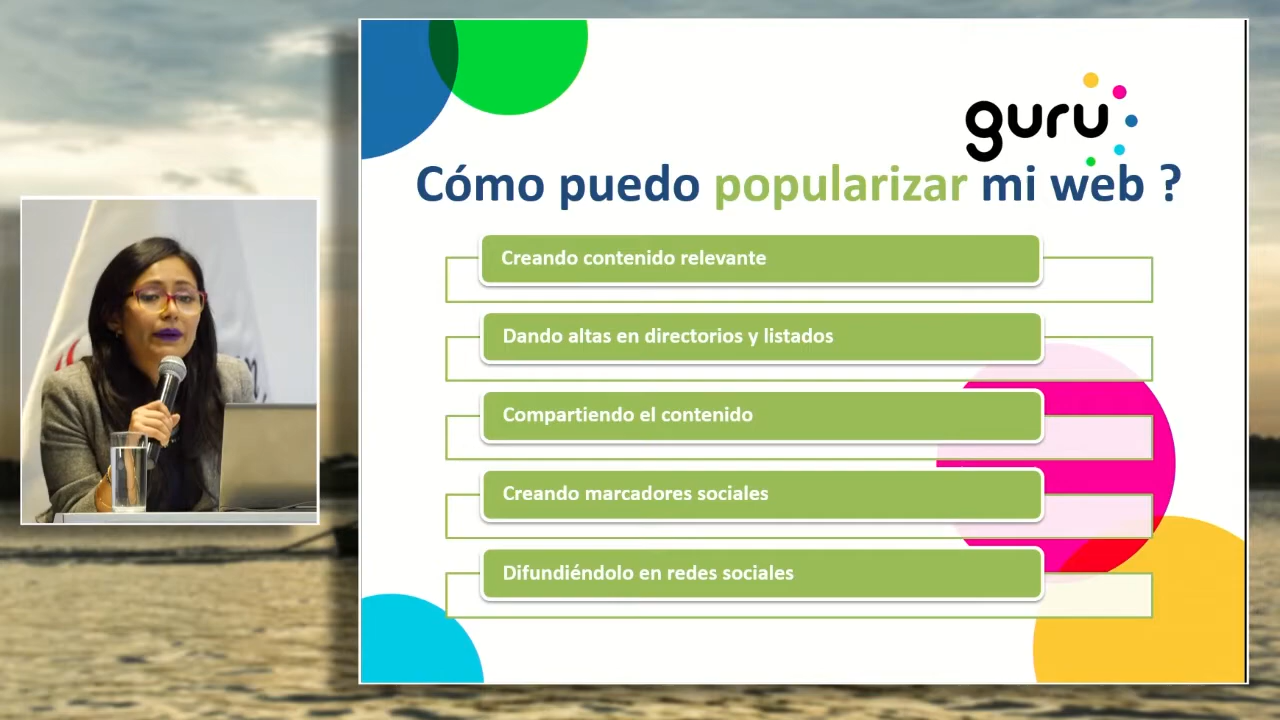 guru
Cómo puedo popularizar mi web ?
Creando contenido relevante
Dando altas en directorios y listados
Compartiendo el contenido
Creando marcadores sociales
Difundiéndolo en redes sociales